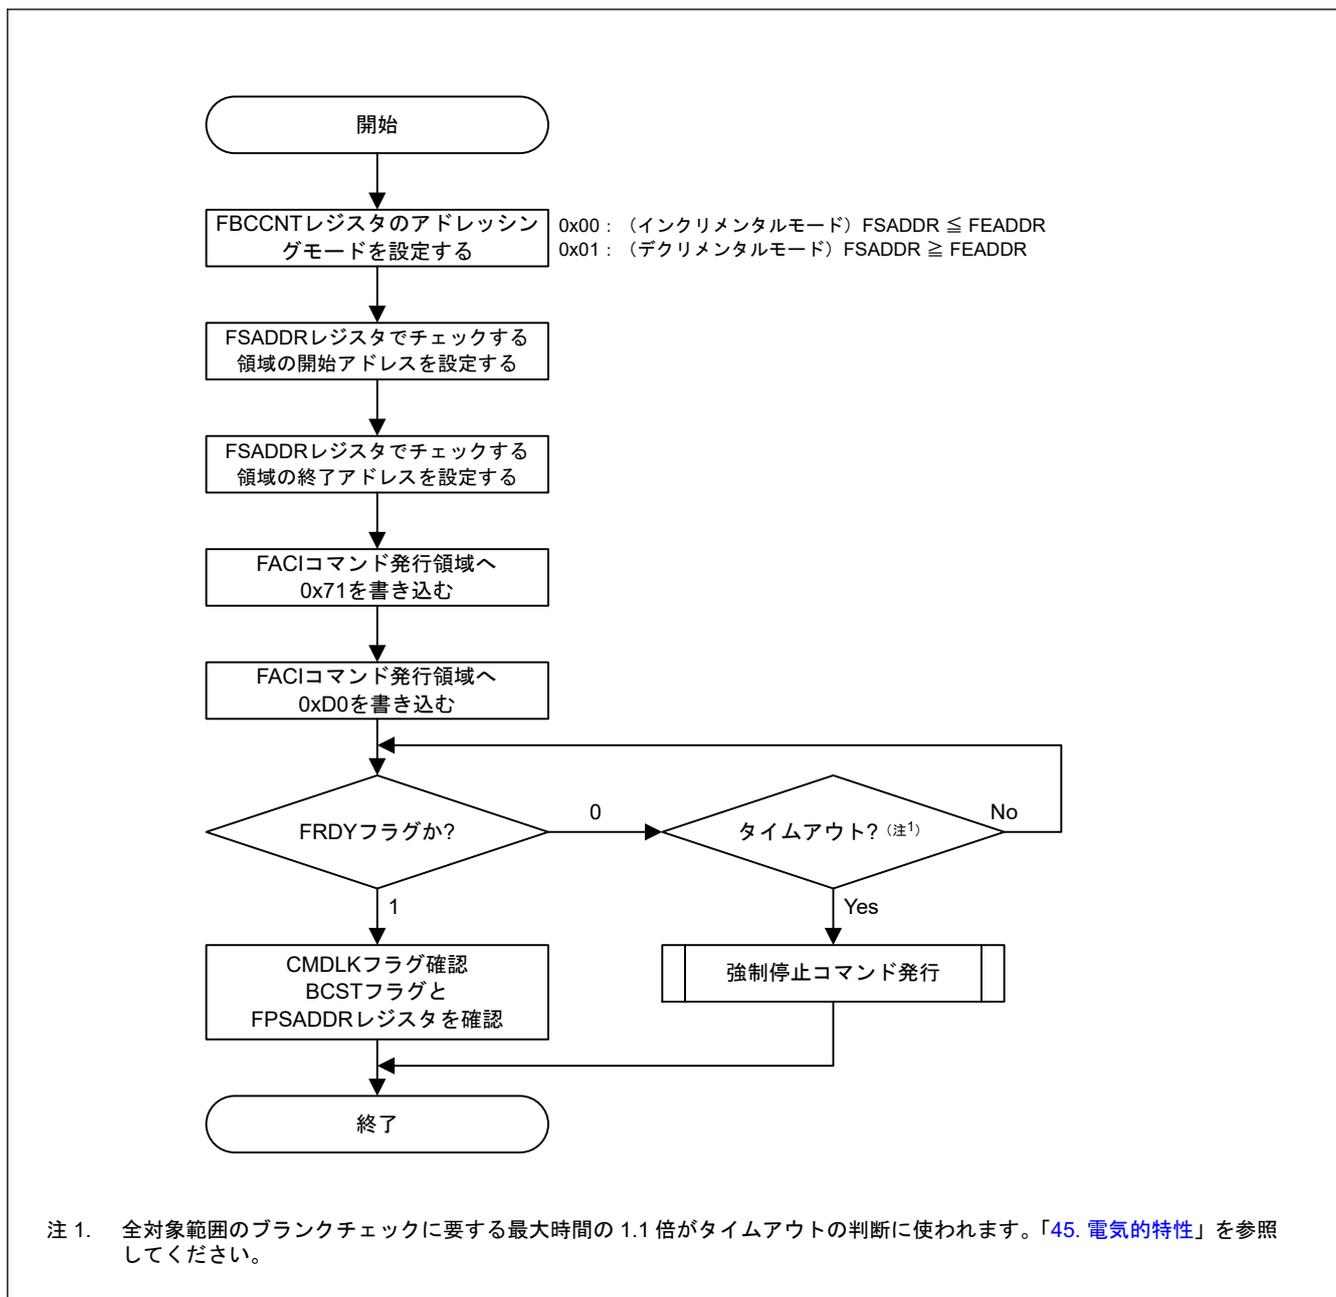 開始
FBCCNTレジスタのアドレッシン
グモードを設定する
0x00：（インクリメンタルモード）FSADDR ≦ FEADDR
0x01：（デクリメンタルモード）FSADDR ≧ FEADDR
FSADDRレジスタでチェックする
領域の開始アドレスを設定する
FSADDRレジスタでチェックする
領域の終了アドレスを設定する
FACIコマンド発行領域へ
0x71を書き込む
FACIコマンド発行領域へ
0xD0を書き込む
FRDYフラグか?
0
タイムアウト?（注1）
No
1
Yes
CMDLKフラグ確認
BCSTフラグと
FPSADDRレジスタを確認
強制停止コマンド発行
終了
注 1. 全対象範囲のブランクチェックに要する最大時間の 1.1 倍がタイムアウトの判断に使われます。「45. 電気的特性」を参照
してください。